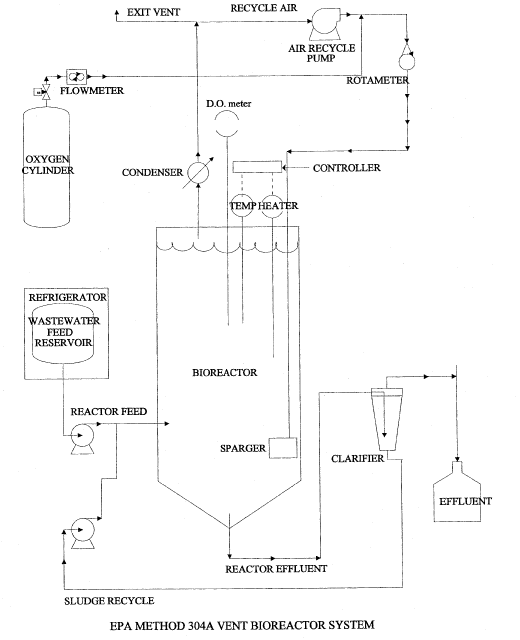 EXIT VENT
RECYCLE AIR
AIR RECYCLE
PUMP
FLOWMETER
ROTAMETER
D.O. meter
OXYGEN
CYLINDER
CONDENSER
CONTROLLER
TEMP HEATER
REFRIGERATOR
WASTEWATER
FEED
RESERVOIR
BIOREACTOR
REACTOR FEED
SPARGER
CLARIFIER
EFFLUENT
REACTOR EFFLUENT
SLUDGE RECYCLE
EPA METHOD 304A VENT BIOREACTOR SYSTEM